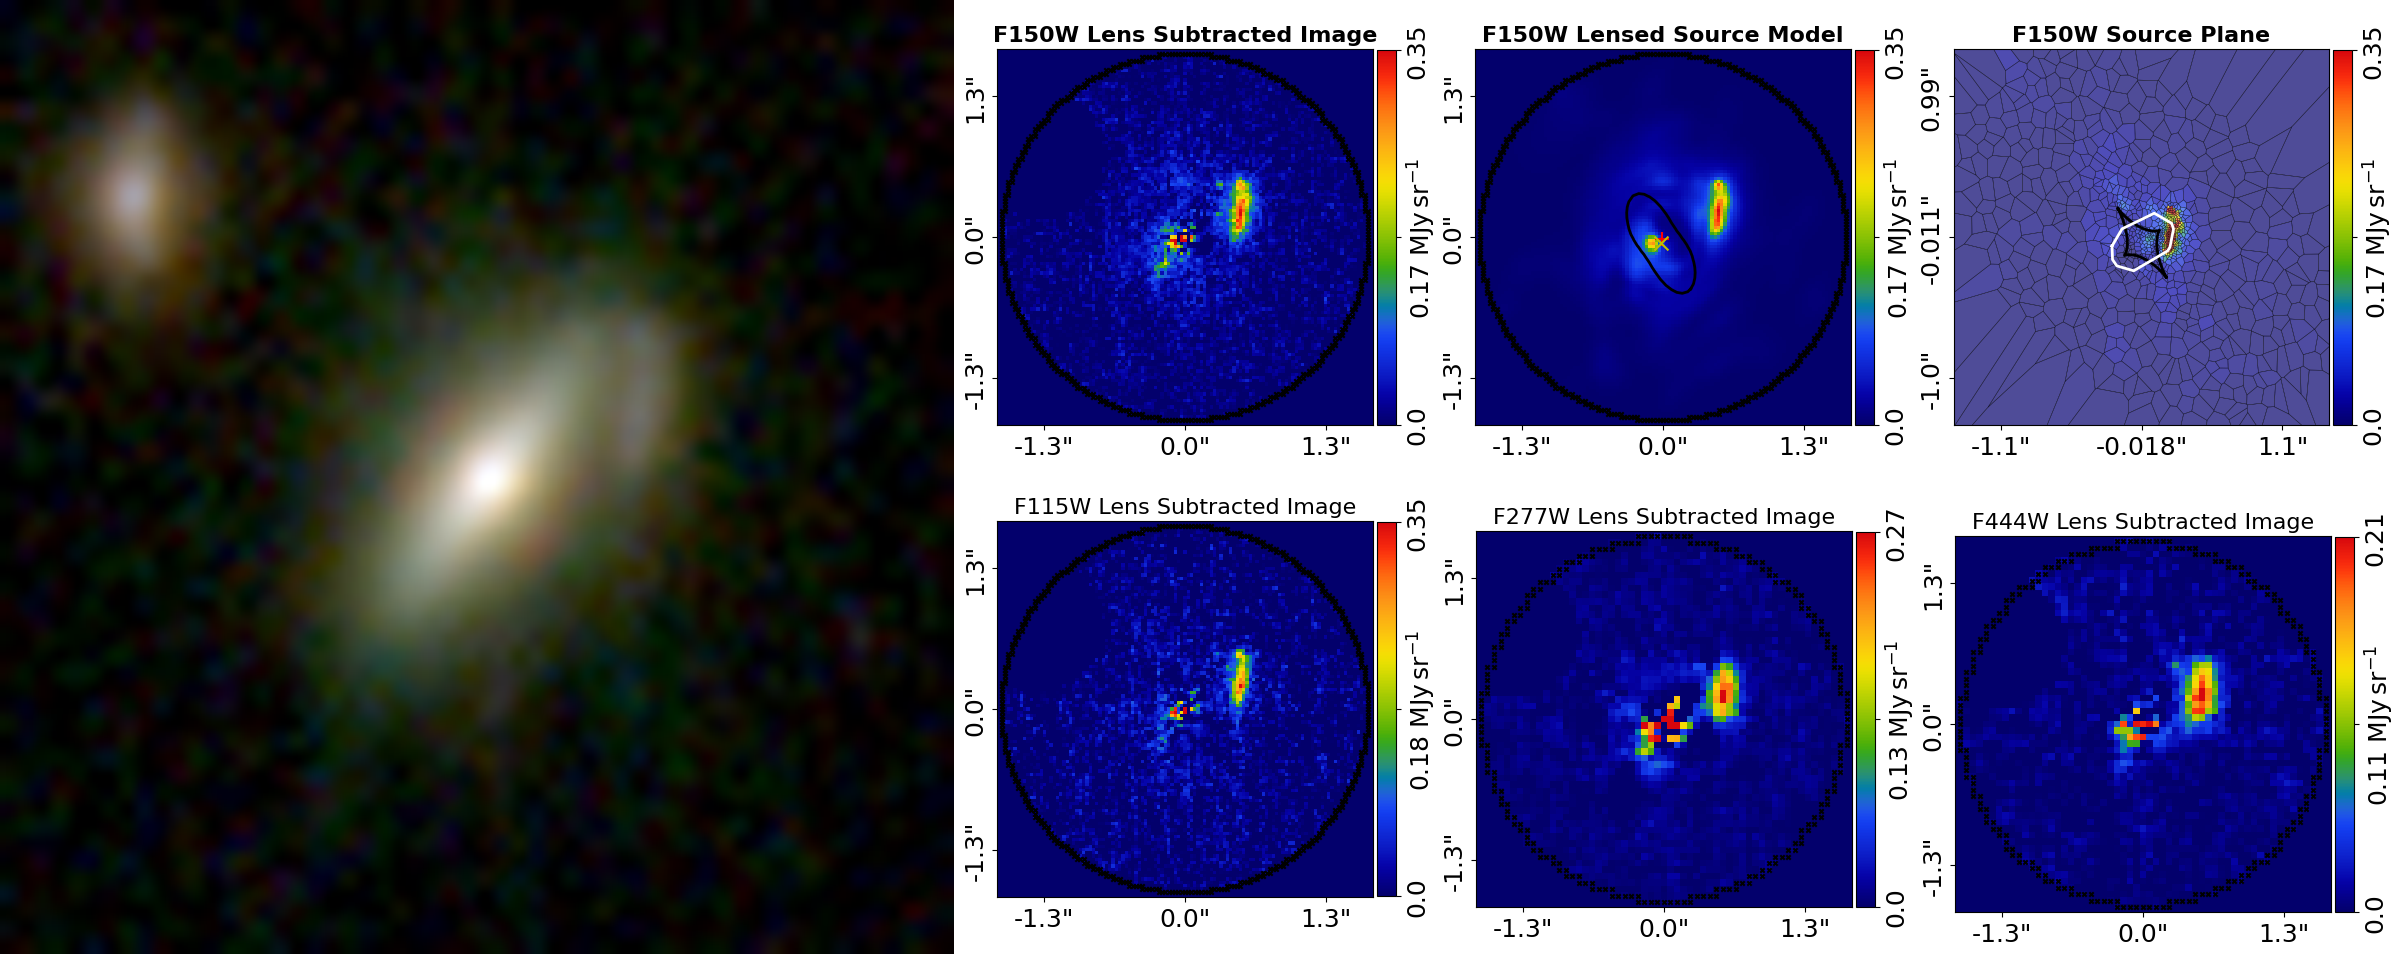 F150W Lens Subtracted Image
1.3"
0.0"
-1.3"
-1.3" 0.0" 1.3"
0.35
0.17 MJy sr−1
0.0
F150W Lensed Source Model
1.3"
0.0"
-1.3"
-1.3" 0.0" 1.3"
0.35
0.17 MJy sr−1
0.0
F150W Source Plane
0.99"
-0.011"
-1.0"
-1.1" -0.018" 1.1"
0.35
0.17 MJy sr−1
0.0
F115W Lens Subtracted Image
1.3"
0.0"
-1.3"
-1.3" 0.0" 1.3"
0.35
0.18 MJy sr−1
0.0
F277W Lens Subtracted Image
1.3"
0.0"
-1.3"
-1.3" 0.0" 1.3"
0.27
0.13 MJy sr−1
0.0
F444W Lens Subtracted Image
1.3"
0.0"
-1.3"
-1.3" 0.0" 1.3"
0.21
0.11 MJy sr−1
0.0